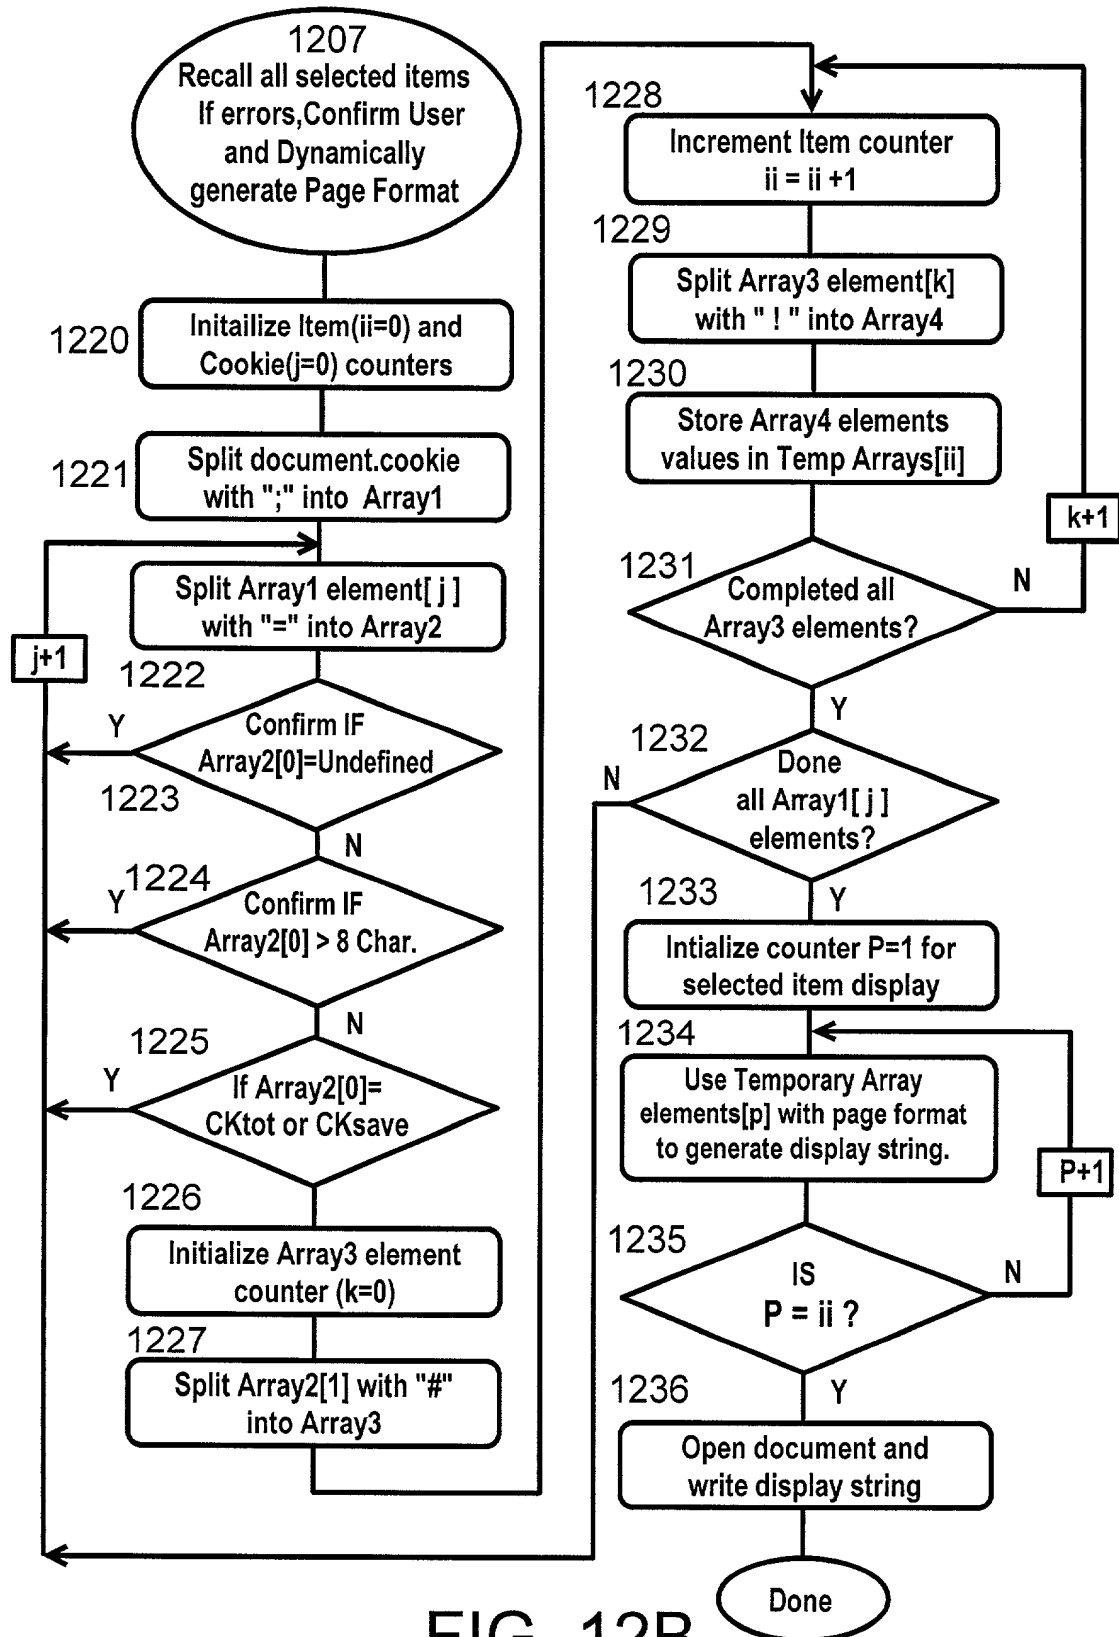 1207
Recall all selected items
If errors,Confirm User
and Dynamically
generate Page Format
1220
Initailize Item(ii=0) and
Cookie(j=0) counters
1221
Split document.cookie
with ";" into Array1
Split Array1 element[ j ]
with "=" into Array2
j+1
1222
Y
Confirm IF
Array2[0]=Undefined
1223
N
1224
Y
Confirm IF
Array2[0] > 8 Char.
N
1225
Y
If Array2[0]=
CKtot or CKsave
1226
Initialize Array3 element
counter (k=0)
1227
Split Array2[1] with "#"
into Array3
1228
Increment Item counter
ii = ii +1
1229
Split Array3 element[k]
with " ! " into Array4
1230
Store Array4 elements
values in Temp Arrays[ii]
k+1
1231
Completed all
Array3 elements?
N
Y
1232
N
Done
all Array1[ j ]
elements?
1233
Y
Intialize counter P=1 for
selected item display
1234
Use Temporary Array
elements[p] with page format
to generate display string.
P+1
1235
IS
P = ii ?
N
1236
Y
Open document and
write display string
Done
FIG. 12B